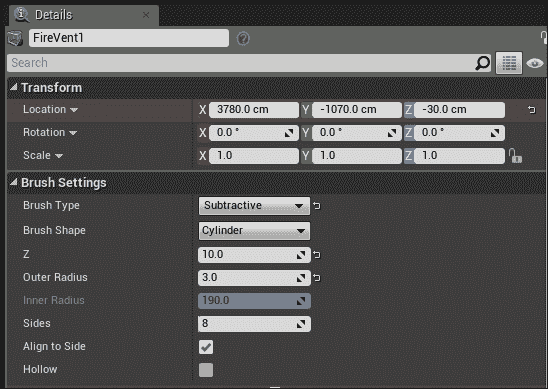 Details
FireVent1
Search
Transform
Location X 3780.0 cm Y -1070.0 cm Z -30.0 cm
Rotation X 0.0 ° Y 0.0 ° Z 0.0 °
Scale X 1.0 Y 1.0 Z 1.0
Brush Settings
Brush Type Subtractive
Brush Shape Cylinder
Z 10.0
Outer Radius 3.0
Inner Radius 190.0
Sides 8
Align to Side
Hollow